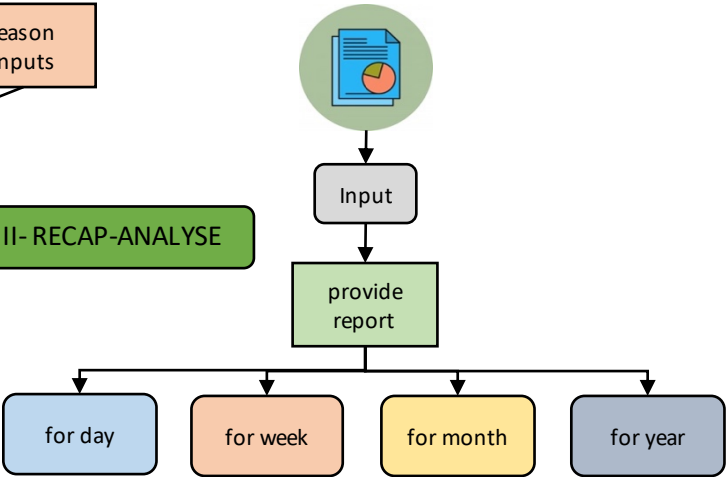 eason
nputs
Input
II- RECAP-ANALYSE
provide
report
for day
for week
for month
for year